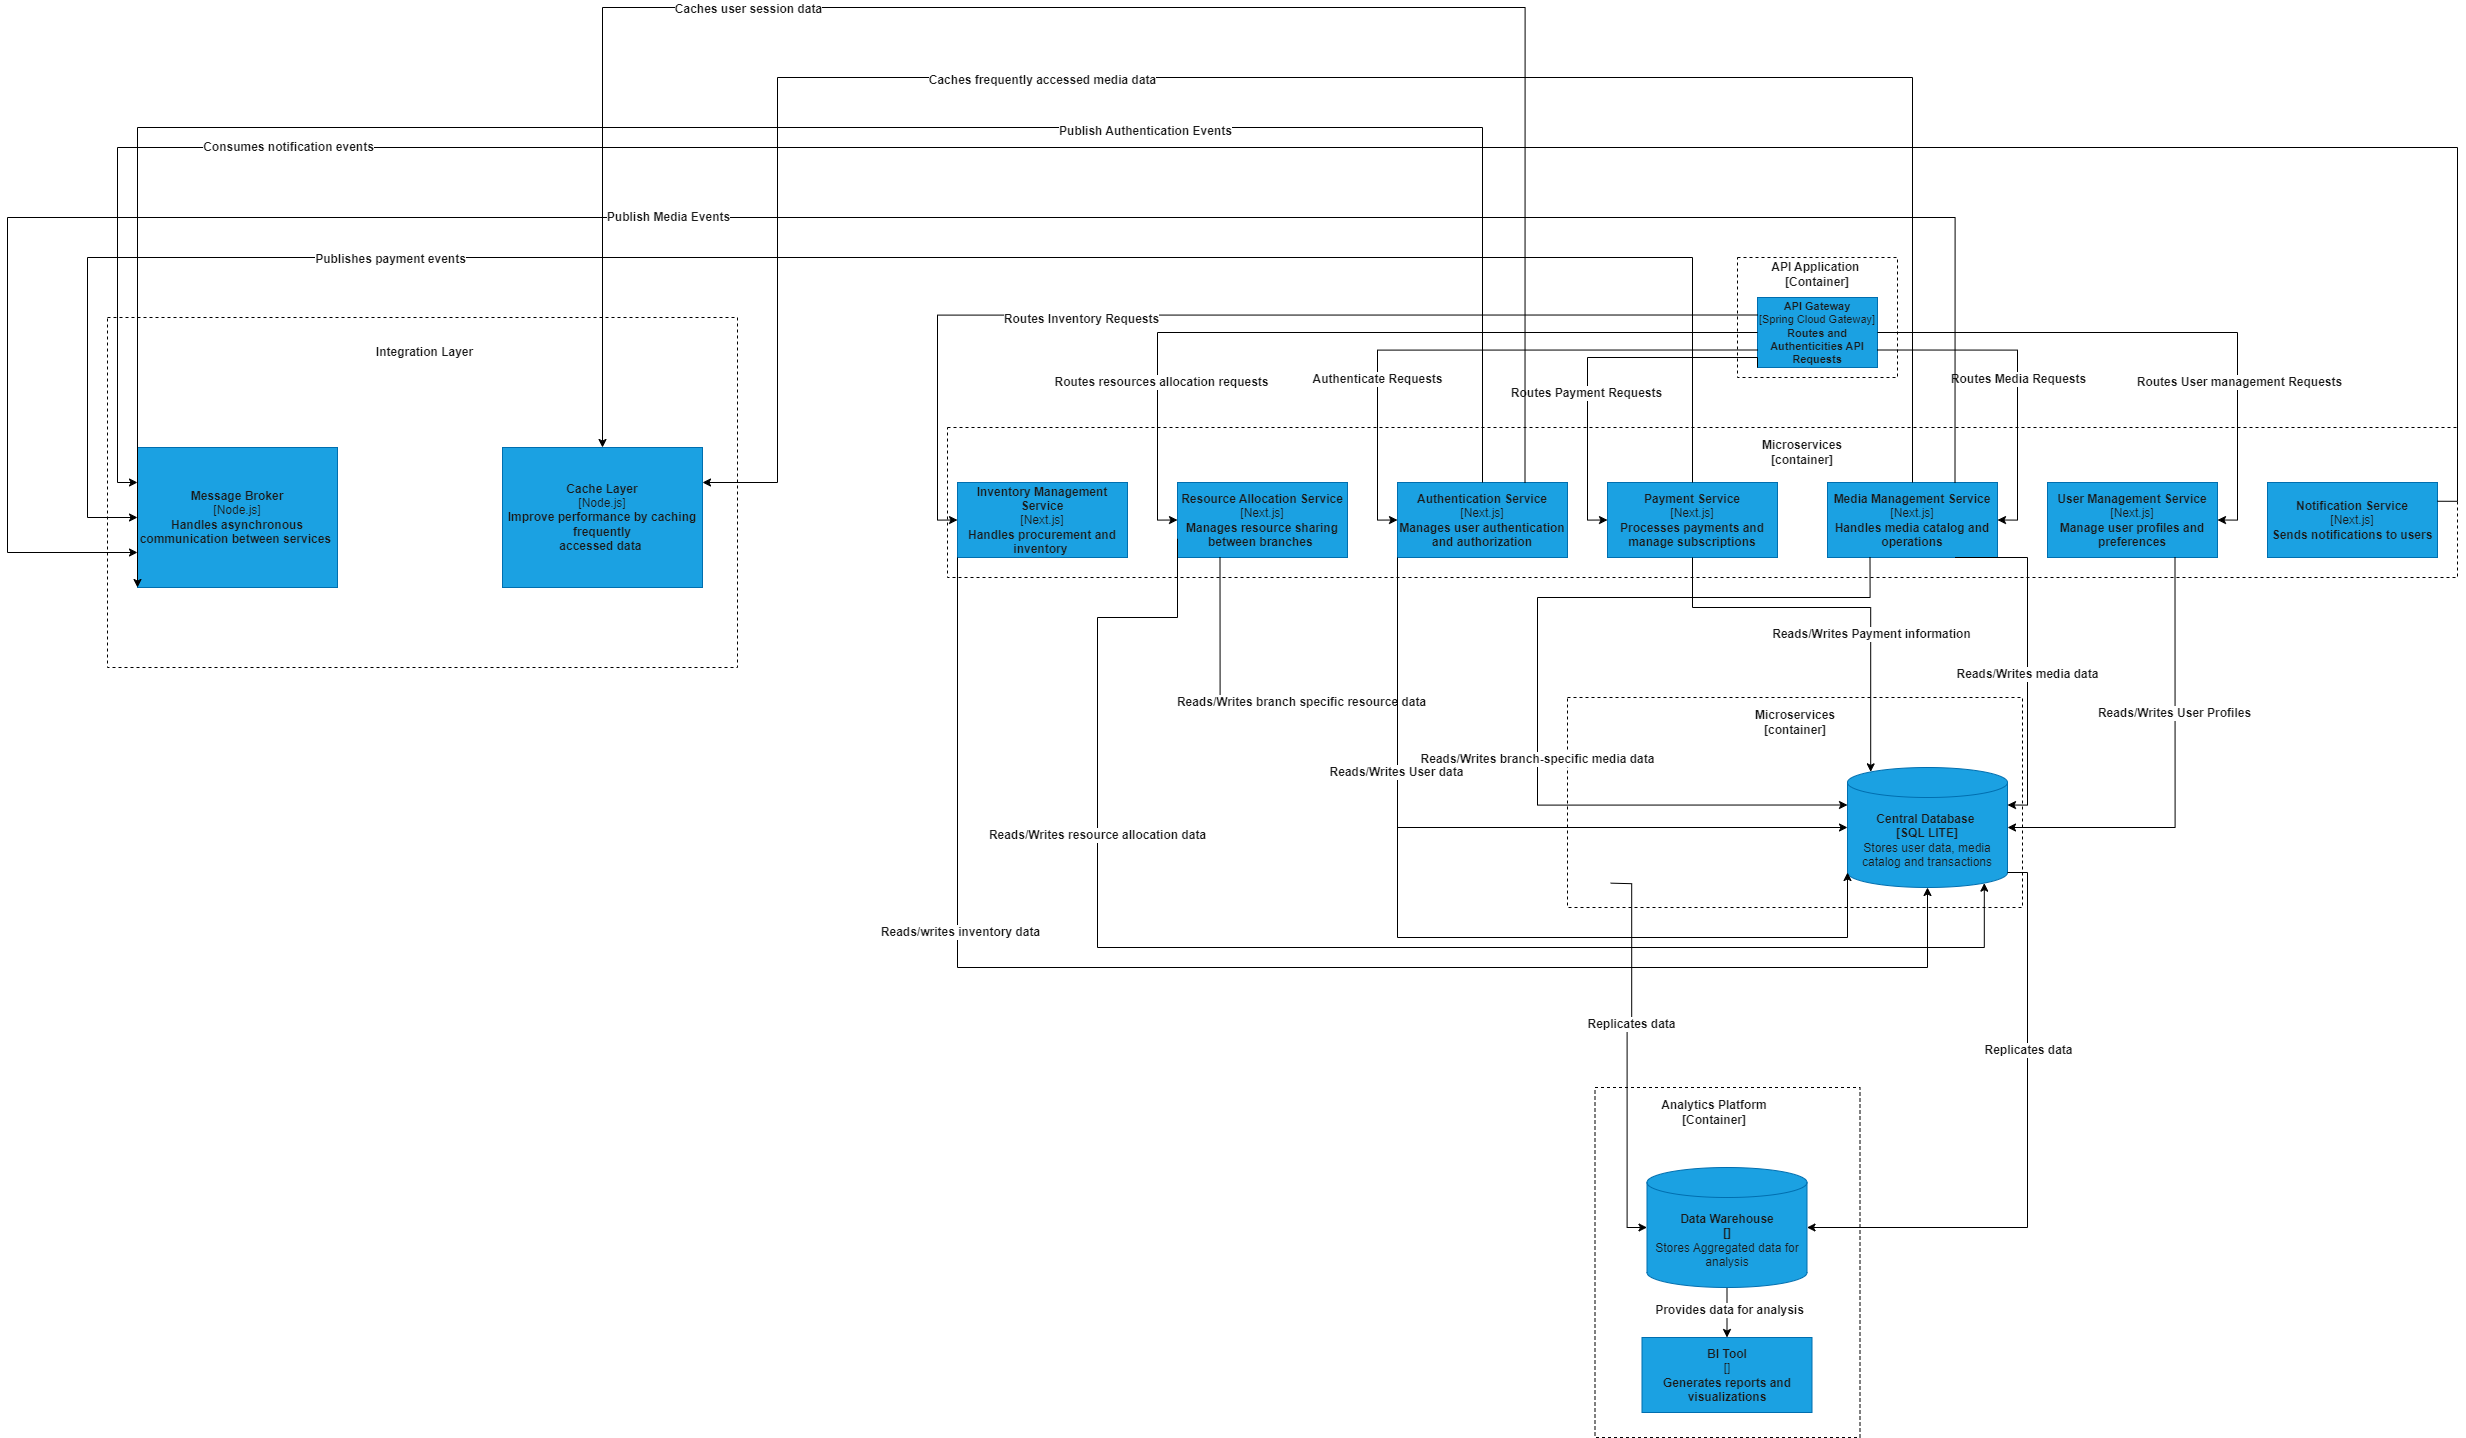 Caches user session data
Caches frequently accessed media data
Publish Authentication Events
Consumes notification events
Publish Media Events
Publishes payment events
API Application
[Container]
API Gateway
[Spring Cloud Gateway]
Routes and
Authenticities API
Requests
Routes Inventory Requests
Routes resources allocation requests
Authenticate Requests
Routes Payment Requests
Routes Media Requests
Routes User management Requests
Integration Layer
Message Broker
[Node.js]
Handles asynchronous
communication between services
Cache Layer
[Node.js]
Improve performance by caching
frequently
accessed data
Microservices
[container]
Inventory Management
Service
[Next.js]
Handles procurement and
inventory
Resource Allocation Service
[Next.js]
Manages resource sharing
between branches
Authentication Service
[Next.js]
Manages user authentication
and authorization
Payment Service
[Next.js]
Processes payments and
manage subscriptions
Media Management Service
[Next.js]
Handles media catalog and
operations
User Management Service
[Next.js]
Manage user profiles and
preferences
Notification Service
[Next.js]
Sends notifications to users
Reads/Writes Payment information
Reads/Writes media data
Reads/Writes branch specific resource data
Reads/Writes User Profiles
Microservices
[container]
Reads/Writes branch-specific media data
Reads/Writes User data
Reads/Writes resource allocation data
Central Database
[SQL LITE]
Stores user data, media
catalog and transactions
Reads/writes inventory data
Replicates data
Replicates data
Analytics Platform
[Container]
Data Warehouse
[]
Stores Aggregated data for
analysis
Provides data for analysis
BI Tool
[]
Generates reports and
visualizations